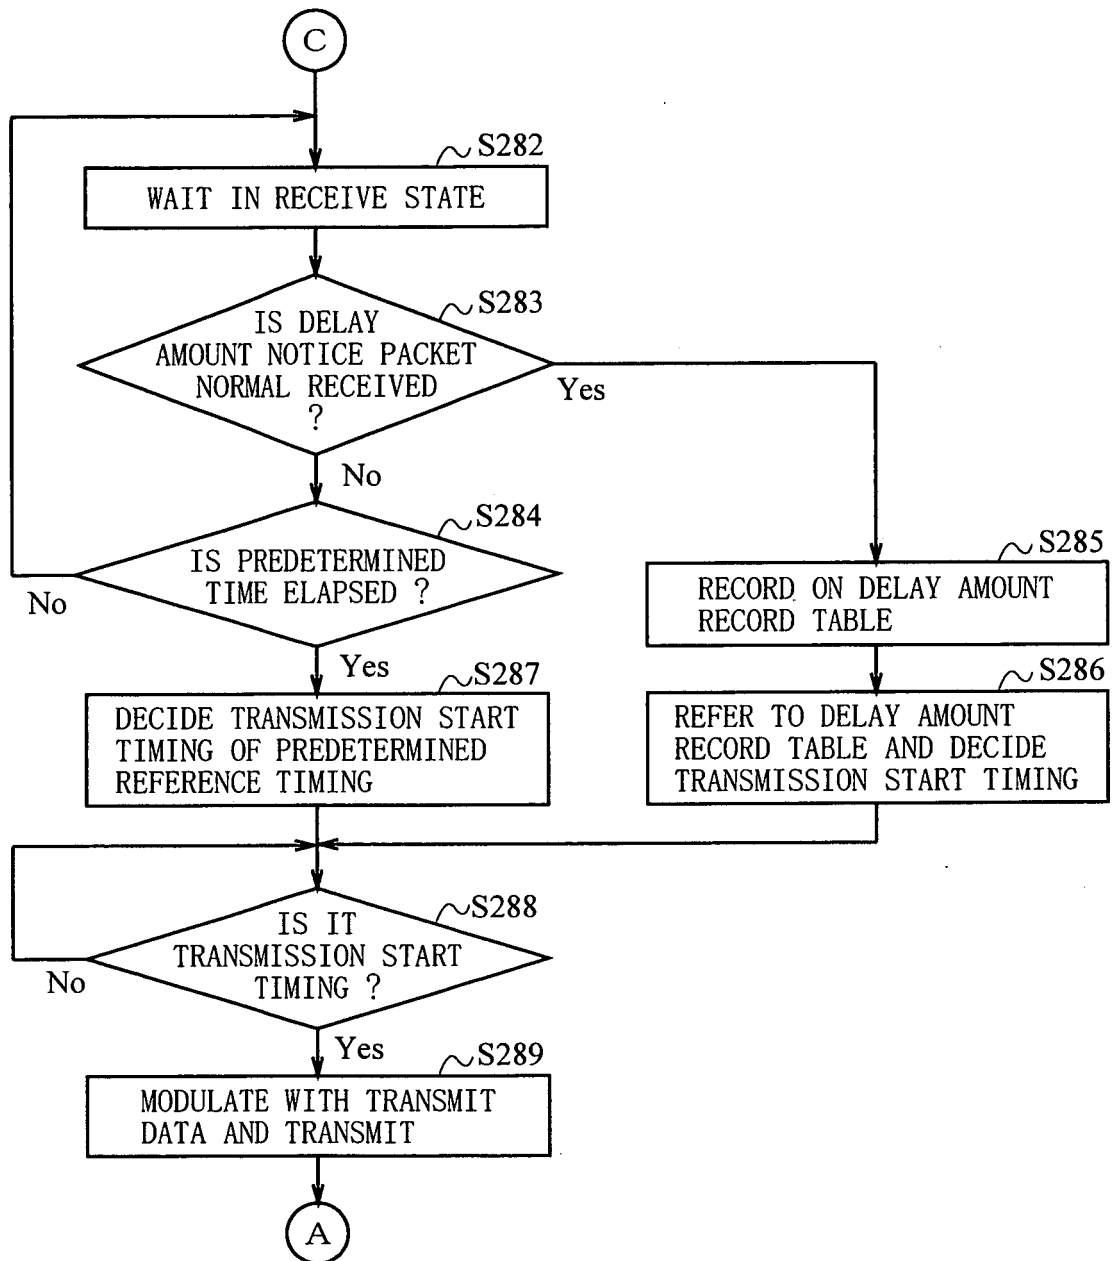 C
S282
WAIT IN RECEIVE STATE
S283
IS DELAY
AMOUNT NOTICE PACKET
NORMAL RECEIVED
?
Yes
No
S284
IS PREDETERMINED
TIME ELAPSED ?
No
Yes
S285
RECORD ON DELAY AMOUNT
RECORD TABLE
S287
DECIDE TRANSMISSION START
TIMING OF PREDETERMINED
REFERENCE TIMING
S286
REFER TO DELAY AMOUNT
RECORD TABLE AND DECIDE
TRANSMISSION START TIMING
S288
IS IT
TRANSMISSION START
TIMING ?
No
Yes
S289
MODULATE WITH TRANSMIT
DATA AND TRANSMIT
A